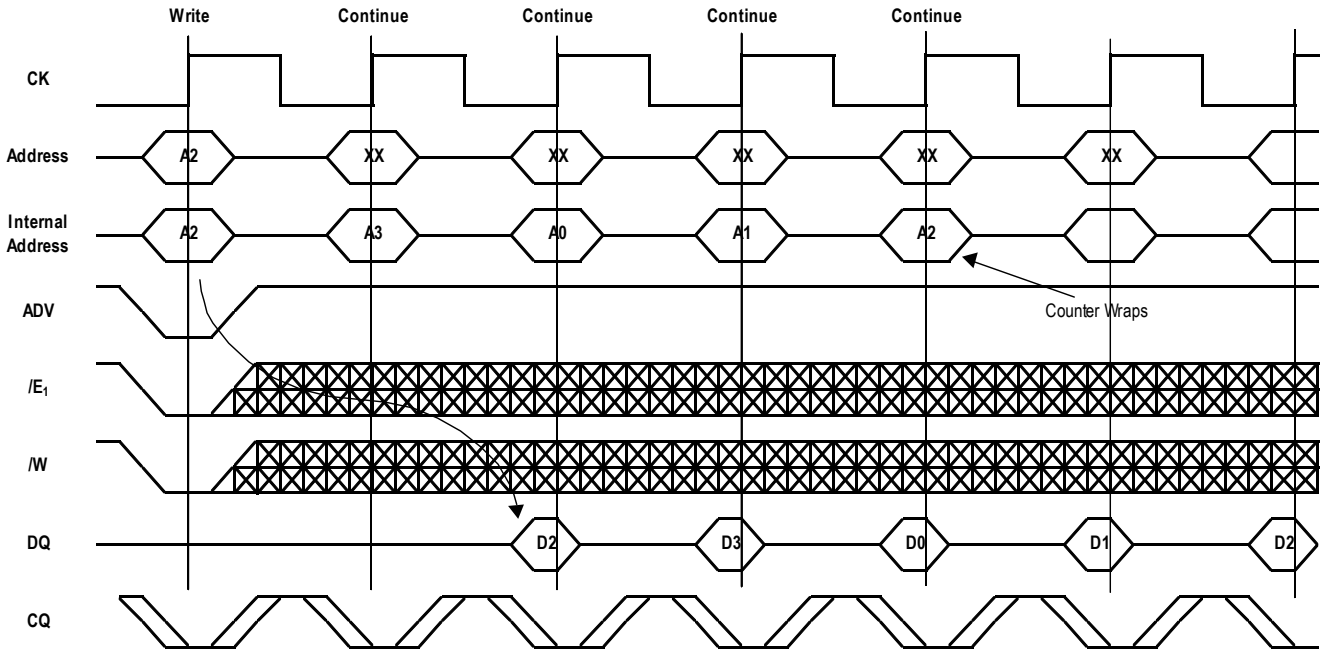 Write Continue Continue Continue Continue
CK
Address A2 XX XX XX XX XX
Internal
Address
A2 A3 A0 A1 A2
ADV
Counter Wraps
/E1
/W
DQ D2 D3 D0 D1 D2
CQ